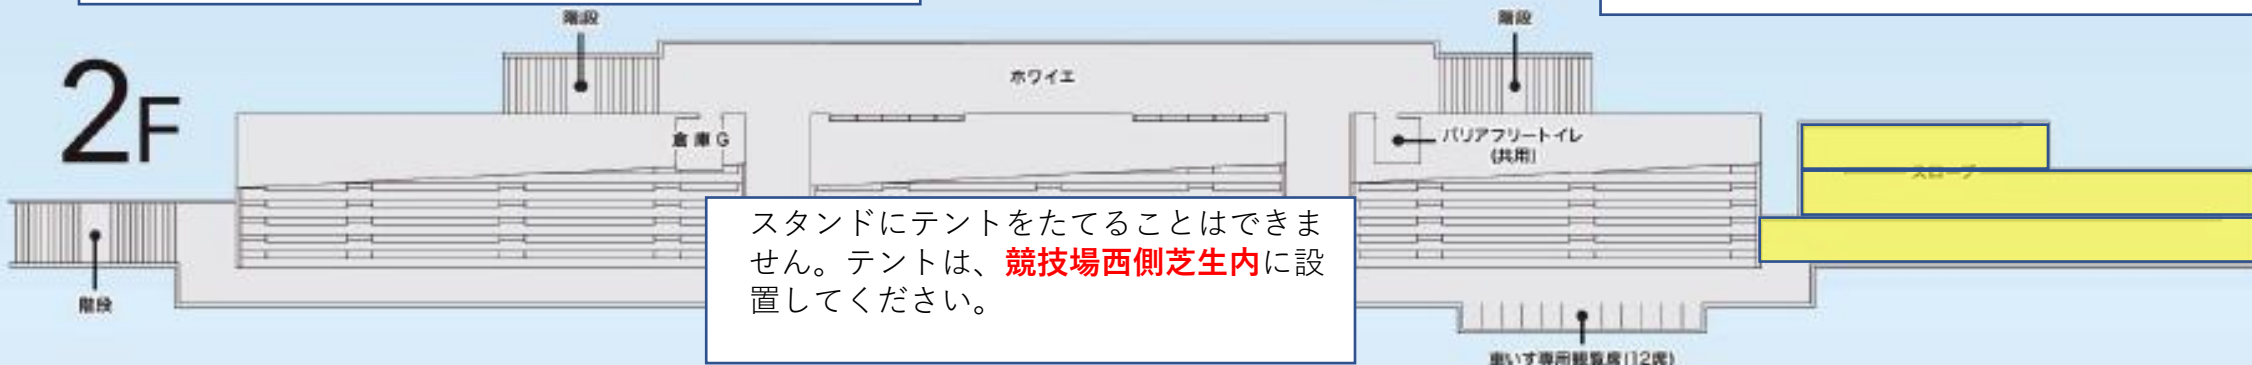 階段
階段
2F
ホワイエ
倉庫G
バリアフリートイレ
(共用)
スロープ
スタンドにテントをたてることはできま
せん。テントは、競技場西側芝生内に設
置してください。
階段
車いす専用観覧席(12席)